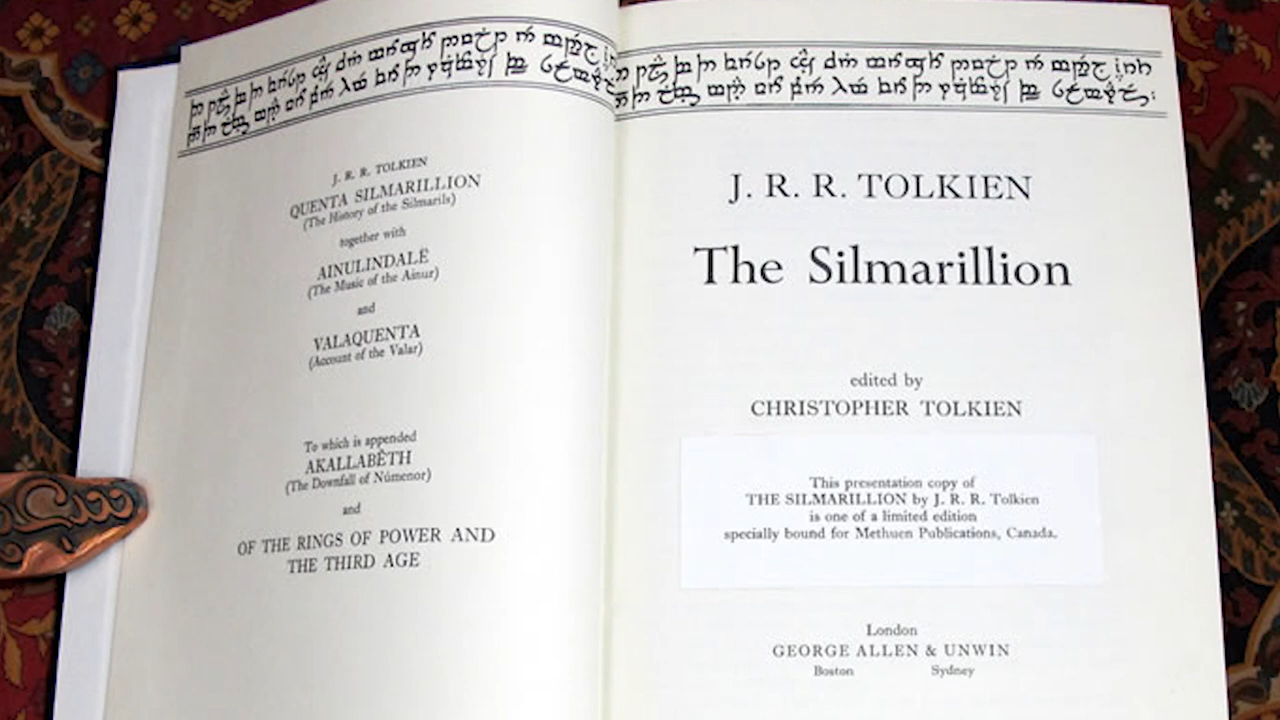 J. R. R. TOLKIEN
QUENTA SILMARILLION
(The History of the Silmarils)
together with
AINULINDALË
(The Music of the Ainur)
and
VALAQUENTA
(Account of the Valar)
To which is appended
AKALLABÊTH
(The Downfall of Númenor)
and
OF THE RINGS OF POWER AND
THE THIRD AGE
J. R. R. TOLKIEN
The Silmarillion
edited by
CHRISTOPHER TOLKIEN
This presentation copy of
THE SILMARILLION by J. R. R. Tolkien
is one of a limited edition
specially bound for Methuen Publications, Canada.
London
GEORGE ALLEN & UNWIN
Boston Sydney